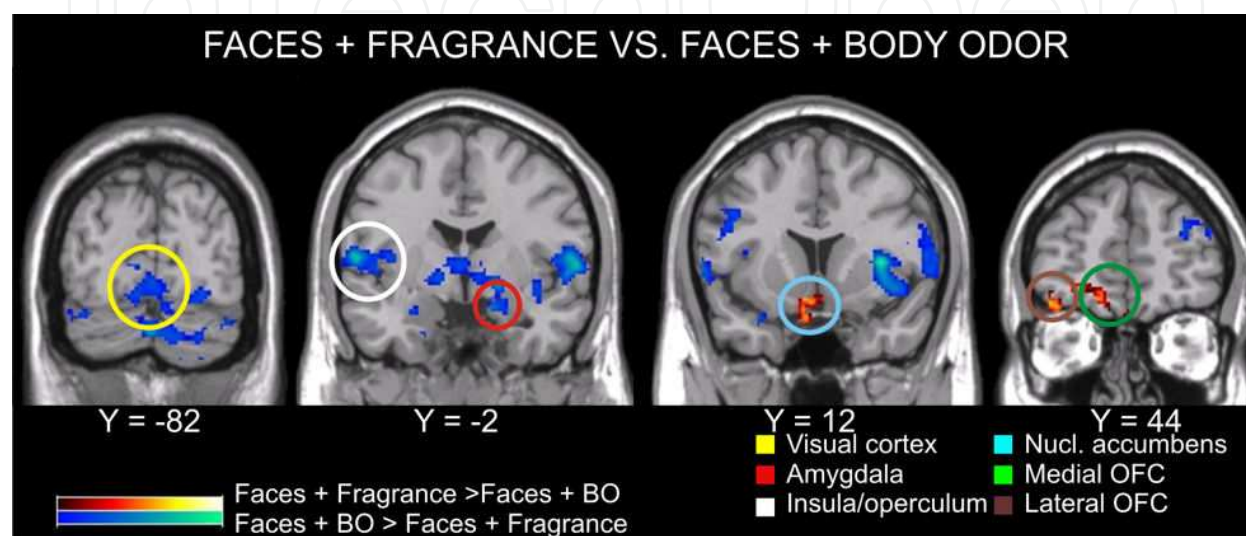 FACES + FRAGRANCE VS. FACES + BODY ODOR
Y = -82
Y = -2
Y = 12
Y = 44
Visual cortex
Amygdala
Insula/operculum
Nucl. accumbens
Medial OFC
Lateral OFC
Faces + Fragrance >Faces + BO
Faces + BO > Faces + Fragrance